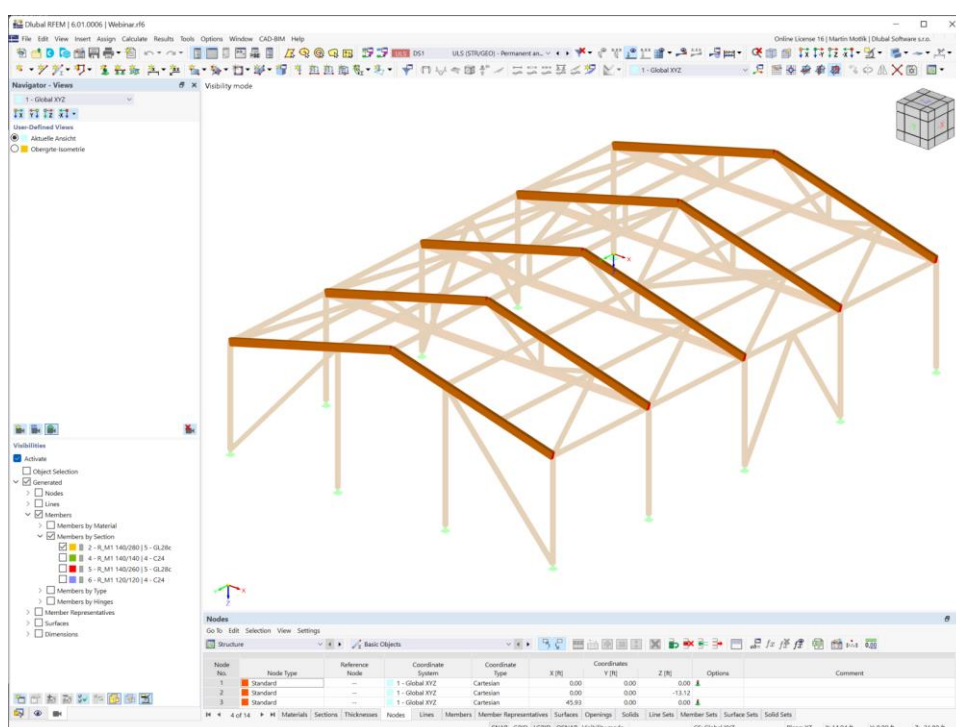 Dlubal RFEM | 6.01.0006 | Webinar.rf6
File Edit View Insert Assign Calculate Results Tools Options Window CAD-BIM Help
Online License 16 | Martin Motlik | Dlubal Software s.r.o.
ULS DS1 ULS (STR/GEO) - Permanent an...
1 - Global XYZ
Navigator - Views
1 - Global XYZ
User-Defined Views
Aktuelle Ansicht
Obergrte-Isometrie
Visibility mode
Visibilities
Activate
Object Selection
Generated
Nodes
Lines
Members
Members by Material
Members by Section
2 - R_M1 140/280 | 5 - GL28c
4 - R_M1 140/140 | 4 - C24
5 - R_M1 140/260 | 5 - GL28c
6 - R_M1 120/120 | 4 - C24
Members by Type
Members by Hinges
Member Representatives
Surfaces
Dimensions
X
Z
Nodes
Go To Edit Selection View Settings
Structure Basic Objects
Node No. Node Type Reference Node Coordinate System Coordinate Type Coordinates X [ft] Y [ft] Z [ft] Options Comment
1 Standard -- 1 - Global XYZ Cartesian 0.00 0.00 0.00
2 Standard -- 1 - Global XYZ Cartesian 0.00 0.00 -13.12
3 Standard -- 1 - Global XYZ Cartesian 45.93 0.00 0.00
4 of 14 Materials Sections Thicknesses Nodes Lines Members Member Representatives Surfaces Openings Solids Line Sets Member Sets Surface Sets Solid Sets